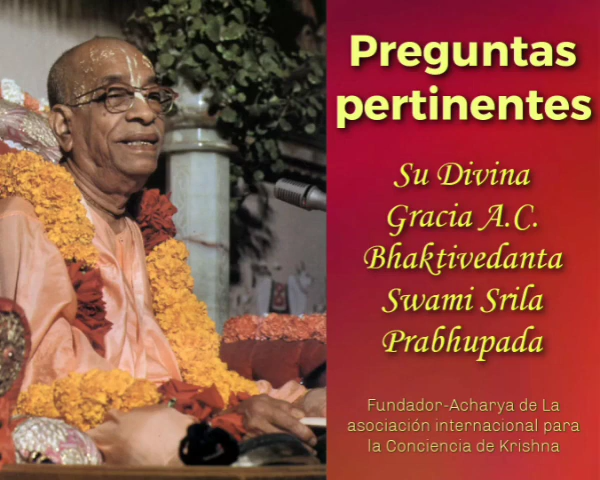 Preguntas
pertinentes
Su Divina
Gracia A.C.
Bhaktivedanta
Swami Srila
Prabhupada
Fundador-Acharya de La
asociación internacional para
la Conciencia de Krishna